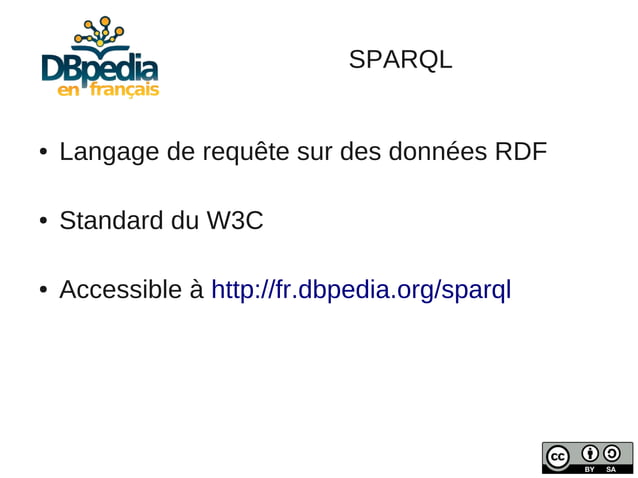 DBpedia
en français
SPARQL
• Langage de requête sur des données RDF
• Standard du W3C
• Accessible à http://fr.dbpedia.org/sparql
cc
BY SA